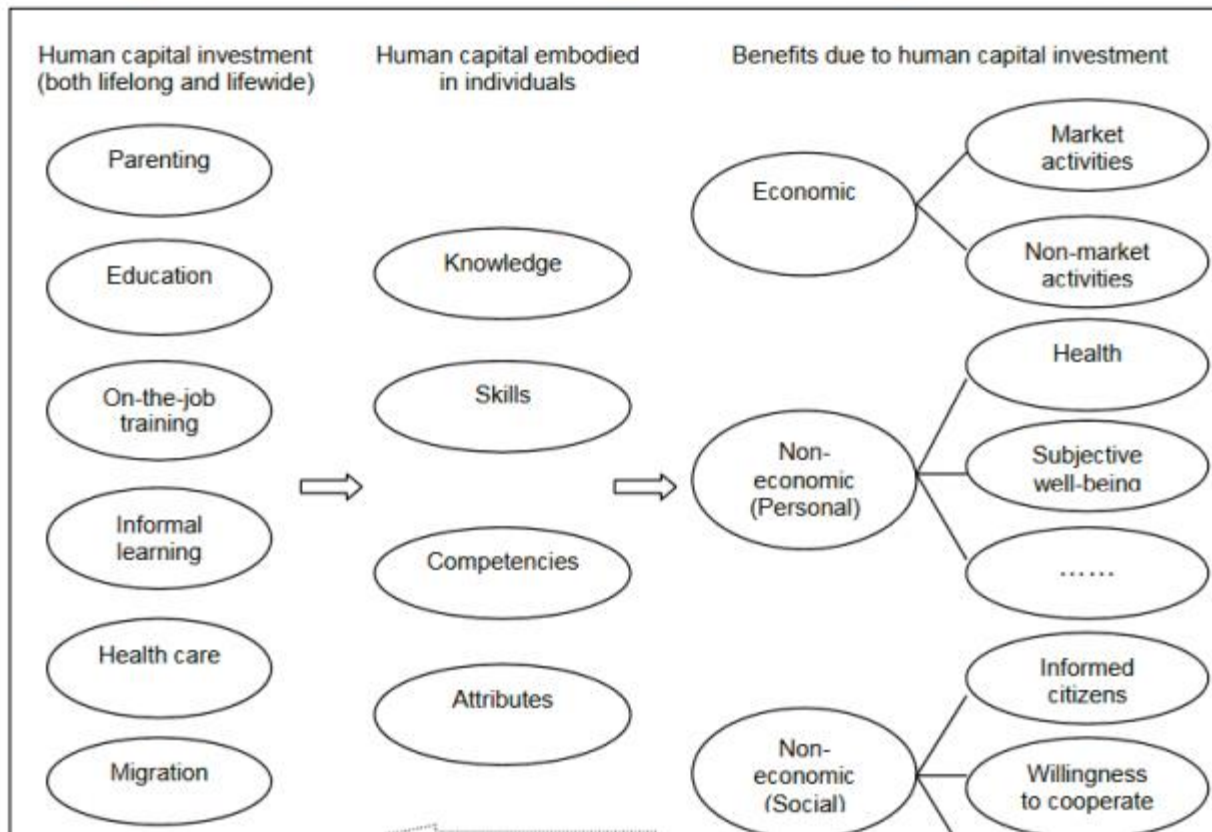 Human capital investment
(both lifelong and lifewide)
Human capital embodied
in individuals
Benefits due to human capital investment
Parenting
Education
On-the-job
training
Informal
learning
Health care
Migration
Knowledge
Skills
Competencies
Attributes
Economic
Market
activities
Non-market
activities
Non-
economic
(Personal)
Health
Subjective
well-being
……
Non-
economic
(Social)
Informed
citizens
Willingness
to cooperate